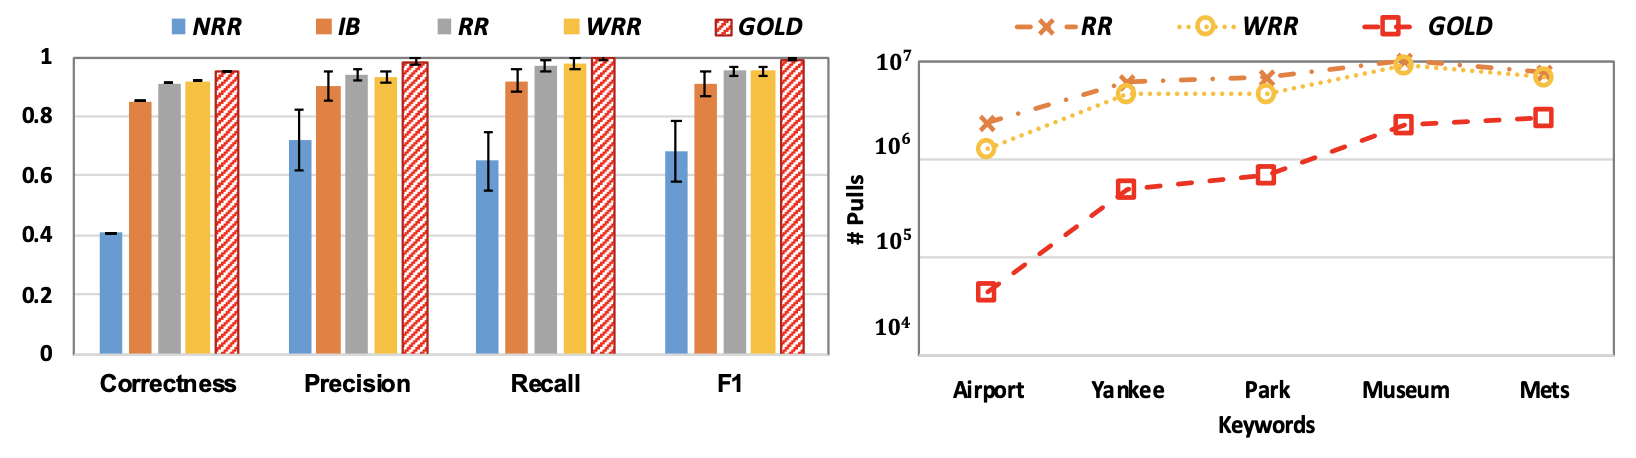 NRR IB RR WRR GOLD
1
0.8
0.6
0.4
0.2
0
Correctness Precision Recall F1
RR WRR GOLD
10⁷
10⁶
10⁵
10⁴
# Pulls
Airport Yankee Park Museum Mets
Keywords